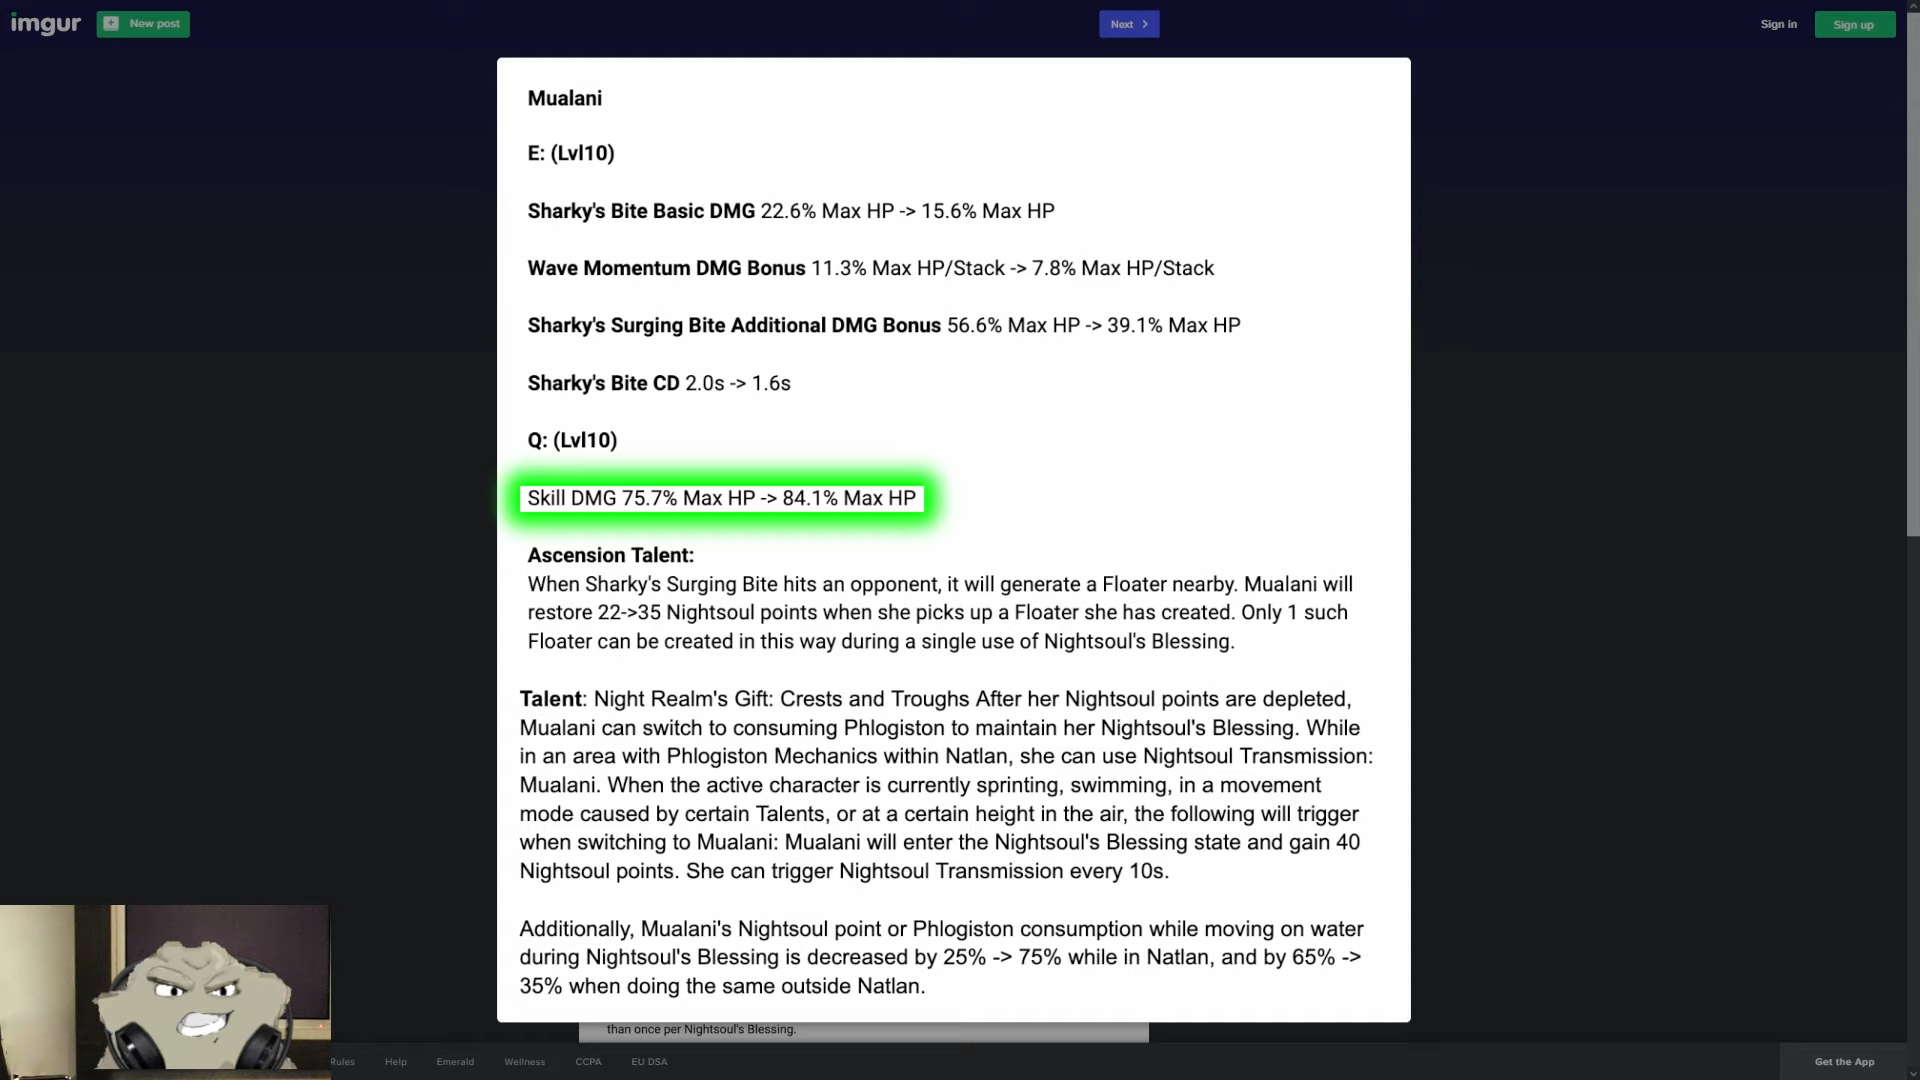 imgur
New post
Next
Sign in
Sign up
Mualani
E: (Lvl10)
Sharky's Bite Basic DMG 22.6% Max HP -> 15.6% Max HP
Wave Momentum DMG Bonus 11.3% Max HP/Stack -> 7.8% Max HP/Stack
Sharky's Surging Bite Additional DMG Bonus 56.6% Max HP -> 39.1% Max HP
Sharky's Bite CD 2.0s -> 1.6s
Q: (Lvl10)
Skill DMG 75.7% Max HP -> 84.1% Max HP
Ascension Talent:
When Sharky's Surging Bite hits an opponent, it will generate a Floater nearby. Mualani will
restore 22->35 Nightsoul points when she picks up a Floater she has created. Only 1 such
Floater can be created in this way during a single use of Nightsoul's Blessing.
Talent: Night Realm's Gift: Crests and Troughs After her Nightsoul points are depleted,
Mualani can switch to consuming Phlogiston to maintain her Nightsoul's Blessing. While
in an area with Phlogiston Mechanics within Natlan, she can use Nightsoul Transmission:
Mualani. When the active character is currently sprinting, swimming, in a movement
mode caused by certain Talents, or at a certain height in the air, the following will trigger
when switching to Mualani: Mualani will enter the Nightsoul's Blessing state and gain 40
Nightsoul points. She can trigger Nightsoul Transmission every 10s.
Additionally, Mualani's Nightsoul point or Phlogiston consumption while moving on water
during Nightsoul's Blessing is decreased by 25% -> 75% while in Natlan, and by 65% ->
35% when doing the same outside Natlan.
than once per Nightsoul's Blessing.
Rules Help Emerald Wellness CCPA EU DSA
Get the App